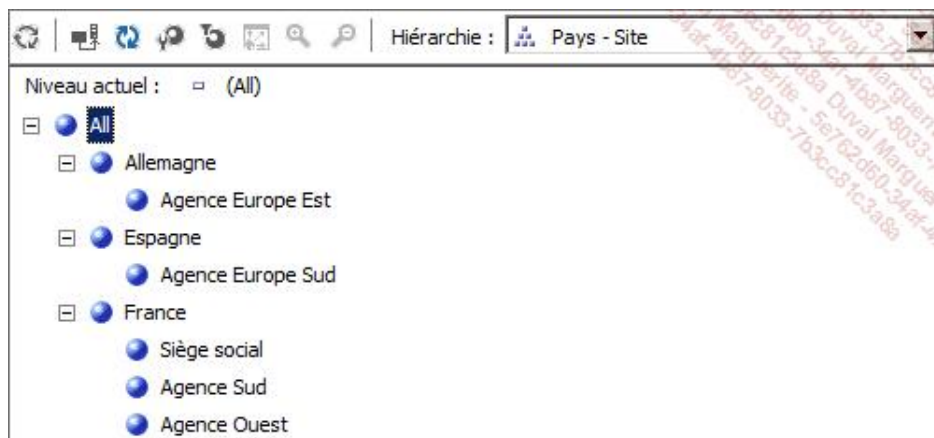 Hiérarchie : Pays - Site
Niveau actuel : (All)
All
Allemagne
Agence Europe Est
Espagne
Agence Europe Sud
France
Siège social
Agence Sud
Agence Ouest